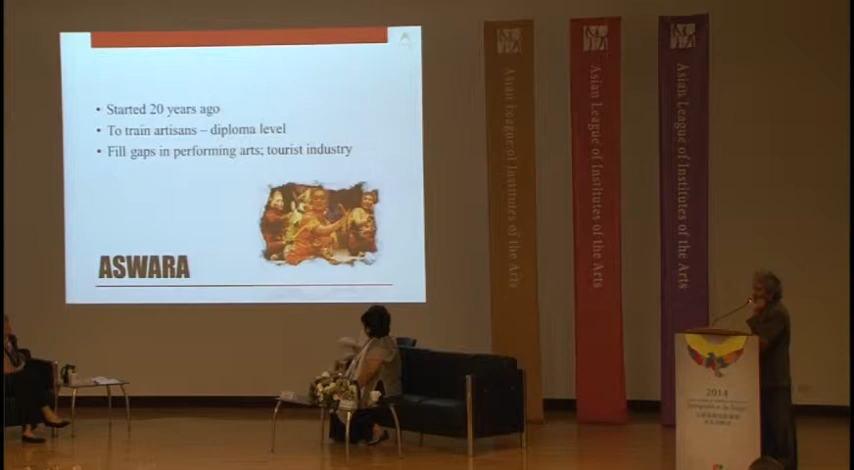 • Started 20 years ago
• To train artisans – diploma level
• Fill gaps in performing arts; tourist industry
ASWARA
Asian League of Institutes of the Arts
Asian League of Institutes of the Arts
Asian League of Institutes of the Arts
2014